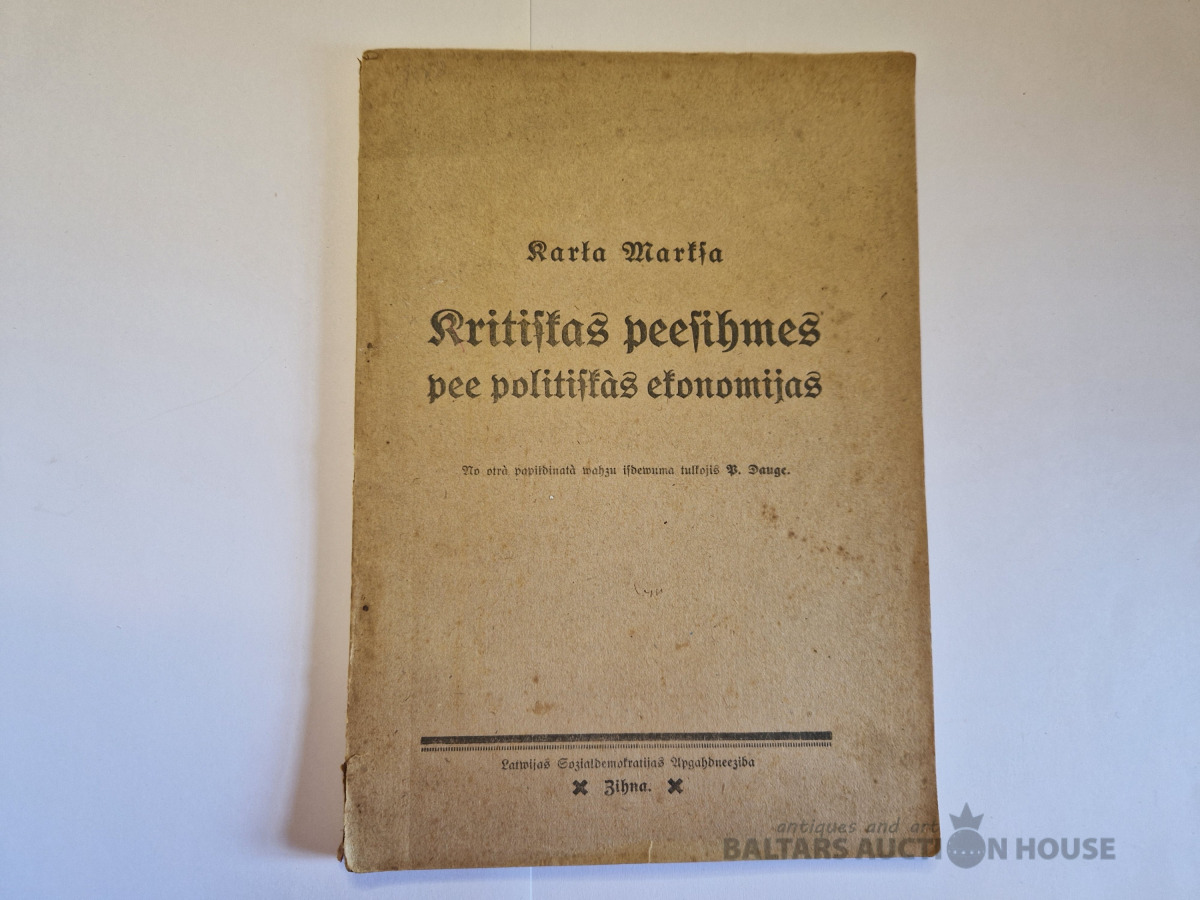 Karła Markſa
Kritiſkas peeſihmes
pee politiſkàs ekonomijas
No otrà papildinatà wahzu iſdewuma tulkojis P. Dauge.
Latwijas Sozialdemokratijas Apgahdneeziba
✖ Zihna. ✖
antiques and art
BALTARS AUCTION HOUSE